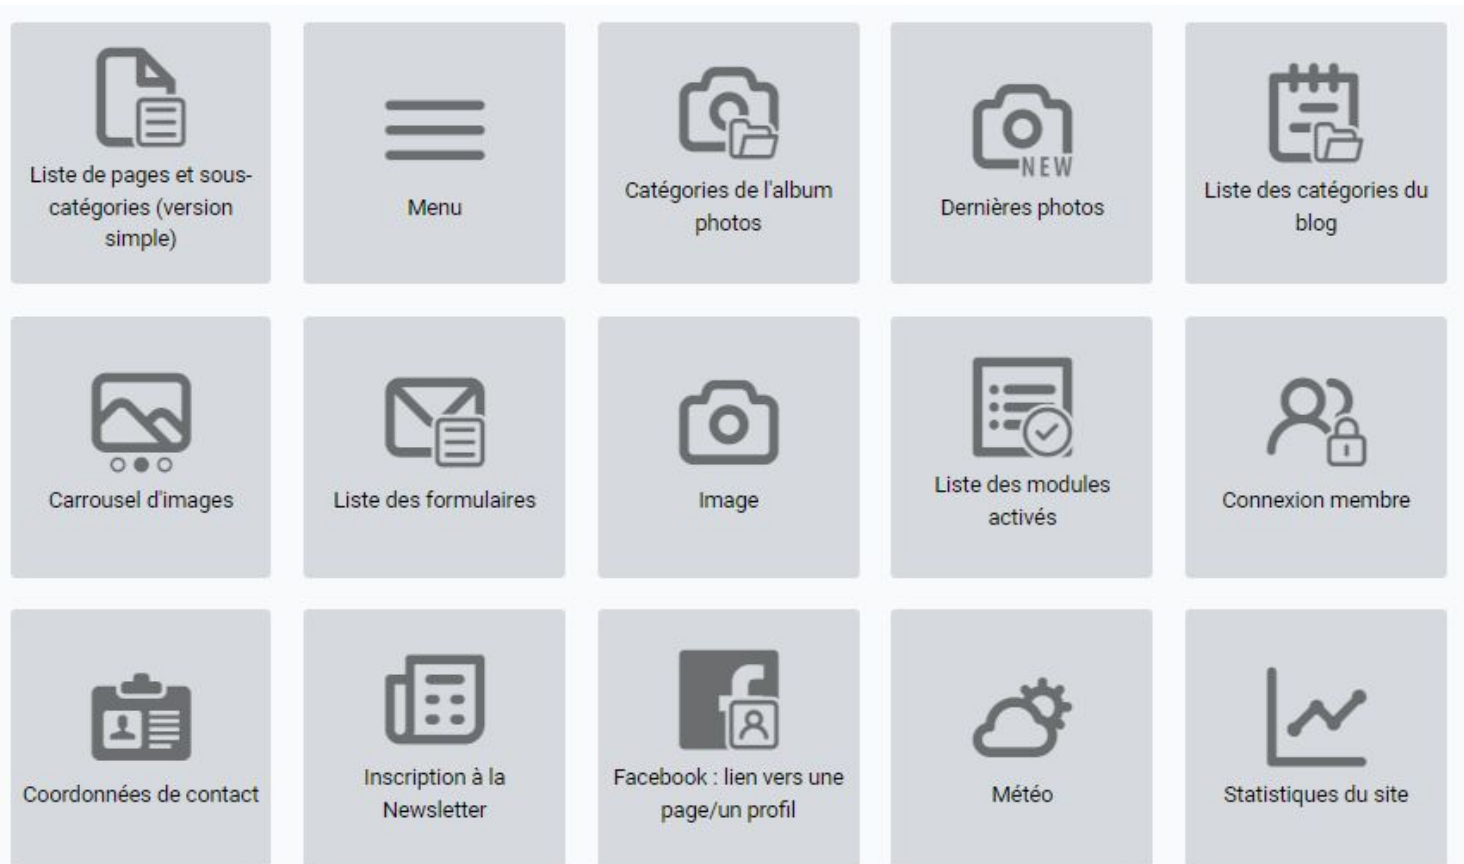 Liste de pages et sous-
catégories (version
simple)
Menu
Catégories de l'album
photos
NEW
Dernières photos
Liste des catégories du
blog
Carrousel d'images
Liste des formulaires
Image
Liste des modules
activés
Connexion membre
Coordonnées de contact
Inscription à la
Newsletter
Facebook : lien vers une
page/un profil
Météo
Statistiques du site